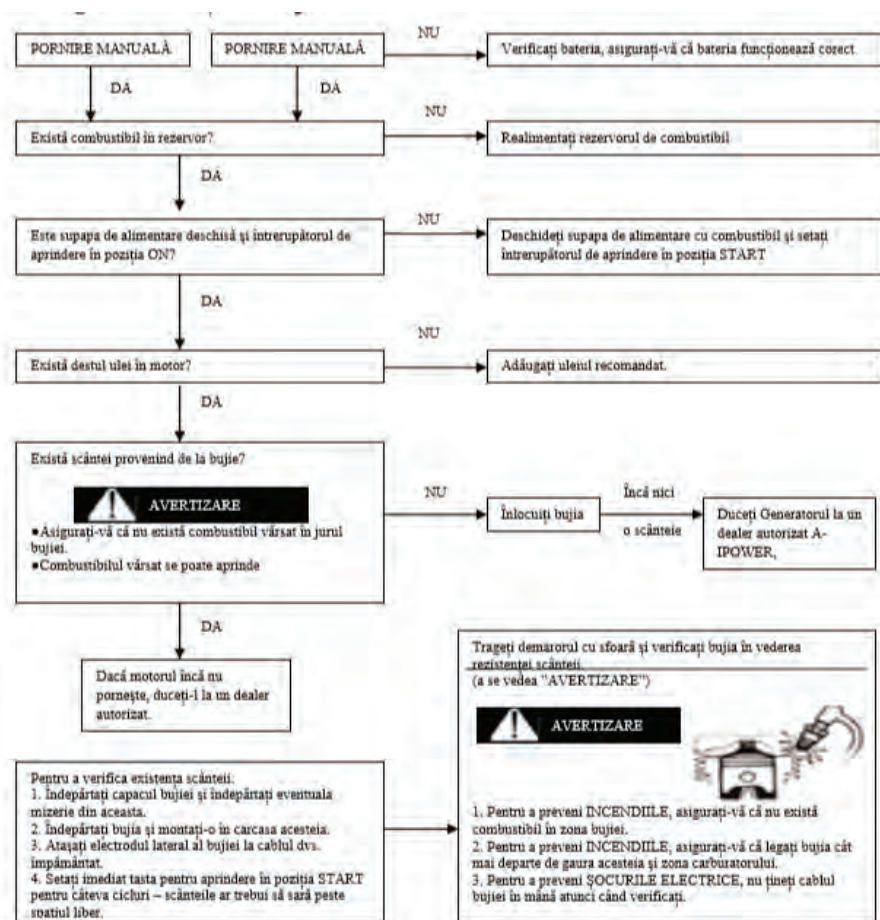 PORNIRE MANUALĂ
PORNIRE MANUALĂ
NU
Verificați bateria, asigurați-vă că bateria funcționează corect.
DA
DA
NU
Există combustibil în rezervor?
Realimentați rezervorul de combustibil
DA
NU
Este supapa de alimentare deschisă și întrerupătorul de
aprindere în poziția ON?
Deschideți supapa de alimentare cu combustibil și setați
întrerupătorul de aprindere în poziția START
DA
NU
Există destul ulei în motor?
Adăugați uleiul recomandat.
DA
Există scântei provenind de la bujie?
AVERTIZARE
●Asigurați-vă că nu există combustibil vărsat în jurul
bujiei.
●Combustibilul vărsat se poate aprinde
NU
Înlocuiți bujia
Încă nici
o scânteie
Duceți Generatorul la un
dealer autorizat A-
IPOWER,
DA
Dacă motorul încă nu
pornește, duceți-l la un dealer
autorizat.
Trageți demarorul cu sfoară și verificați bujia în vederea
rezistenței scânteii.
(a se vedea "AVERTIZARE")
AVERTIZARE
1. Pentru a preveni INCENDIILE, asigurați-vă că nu există
combustibil în zona bujiei.
2. Pentru a preveni INCENDIILE, asigurați-vă că legați bujia cât
mai departe de gaura acesteia și zona carburatorului.
3. Pentru a preveni ȘOCURILE ELECTRICE, nu țineți cablul
bujiei în mână atunci când verificați.
Pentru a verifica existența scânteii:
1. Îndepărtați capacul bujiei și îndepărtați eventuala
mizerie din aceasta.
2. Îndepărtați bujia și montați-o în carcasa acesteia.
3. Atașați electrodul lateral al bujiei la cablul dvs.
împământat.
4. Setați imediat tasta pentru aprindere în poziția START
pentru câteva cicluri – scânteile ar trebui să sară peste
spațiul liber.